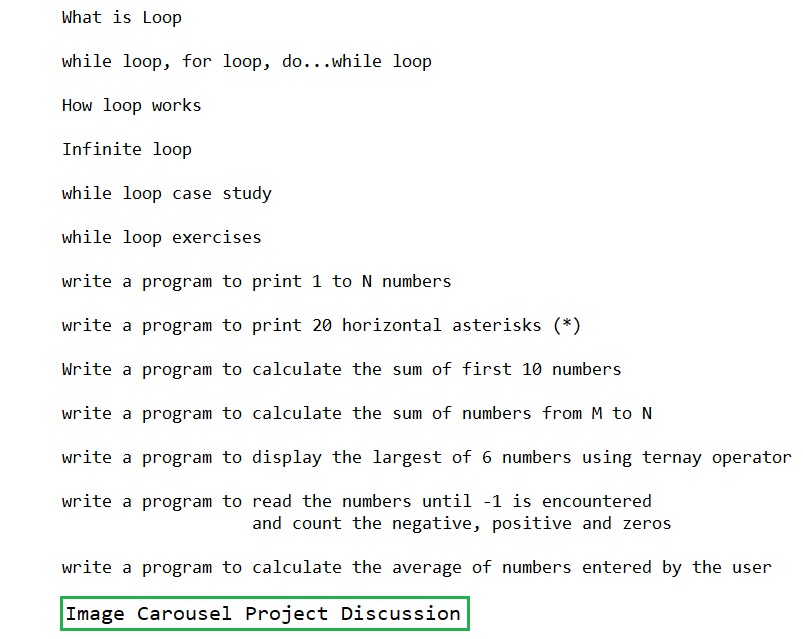 What is Loop
while loop, for loop, do...while loop
How loop works
Infinite loop
while loop case study
while loop exercises
write a program to print 1 to N numbers
write a program to print 20 horizontal asterisks (*)
Write a program to calculate the sum of first 10 numbers
write a program to calculate the sum of numbers from M to N
write a program to display the largest of 6 numbers using ternay operator
write a program to read the numbers until -1 is encountered
and count the negative, positive and zeros
write a program to calculate the average of numbers entered by the user
Image Carousel Project Discussion